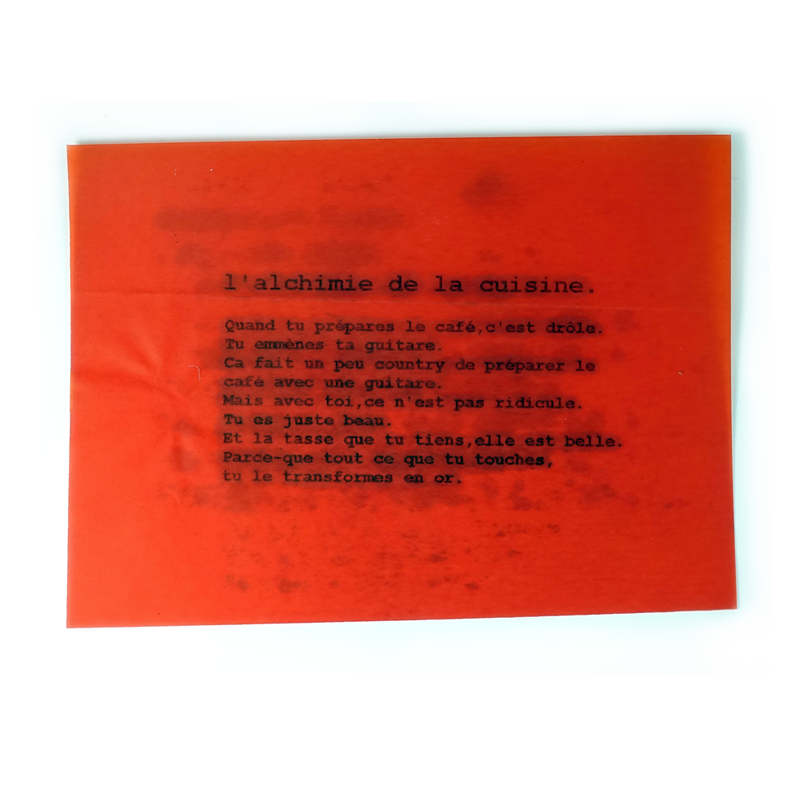 l'alchimie de la cuisine.
Quand tu prépares le café,c'est drôle.
Tu emmènes ta guitare.
Ca fait un peu country de préparer le
café avec une guitare.
Mais avec toi,ce n'est pas ridicule.
Tu es juste beau.
Et la tasse que tu tiens,elle est belle.
Parce-que tout ce que tu touches,
tu le transformes en or.